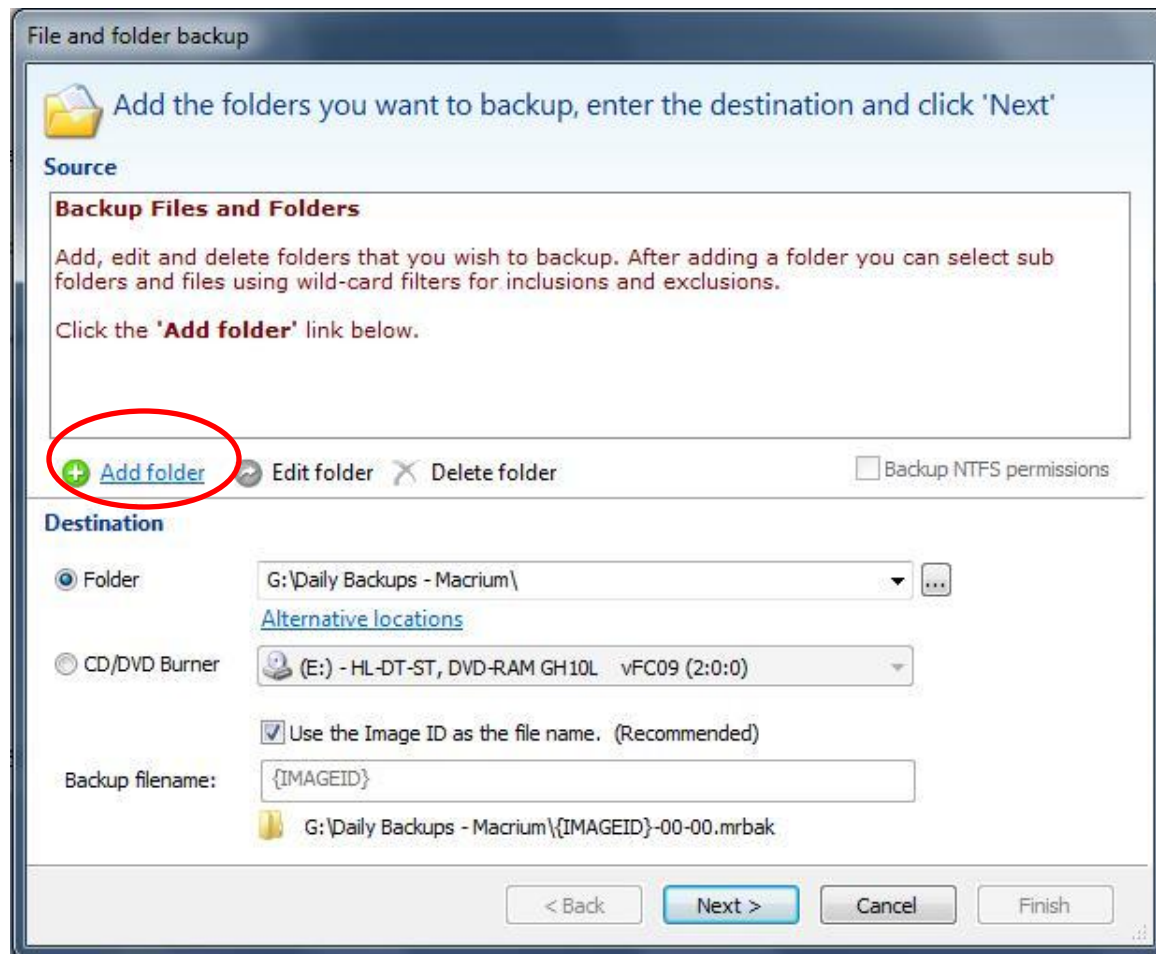 File and folder backup
Add the folders you want to backup, enter the destination and click 'Next'
Source
Backup Files and Folders
Add, edit and delete folders that you wish to backup. After adding a folder you can select sub
folders and files using wild-card filters for inclusions and exclusions.
Click the 'Add folder' link below.
Add folder Edit folder Delete folder Backup NTFS permissions
Destination
Folder G:\Daily Backups - Macrium\ ...
Alternative locations
CD/DVD Burner (E:) - HL-DT-ST, DVD-RAM GH10L vFC09 (2:0:0)
Use the Image ID as the file name. (Recommended)
Backup filename: {IMAGEID}
G:\Daily Backups - Macrium\{IMAGEID}-00-00.mrbak
< Back Next > Cancel Finish